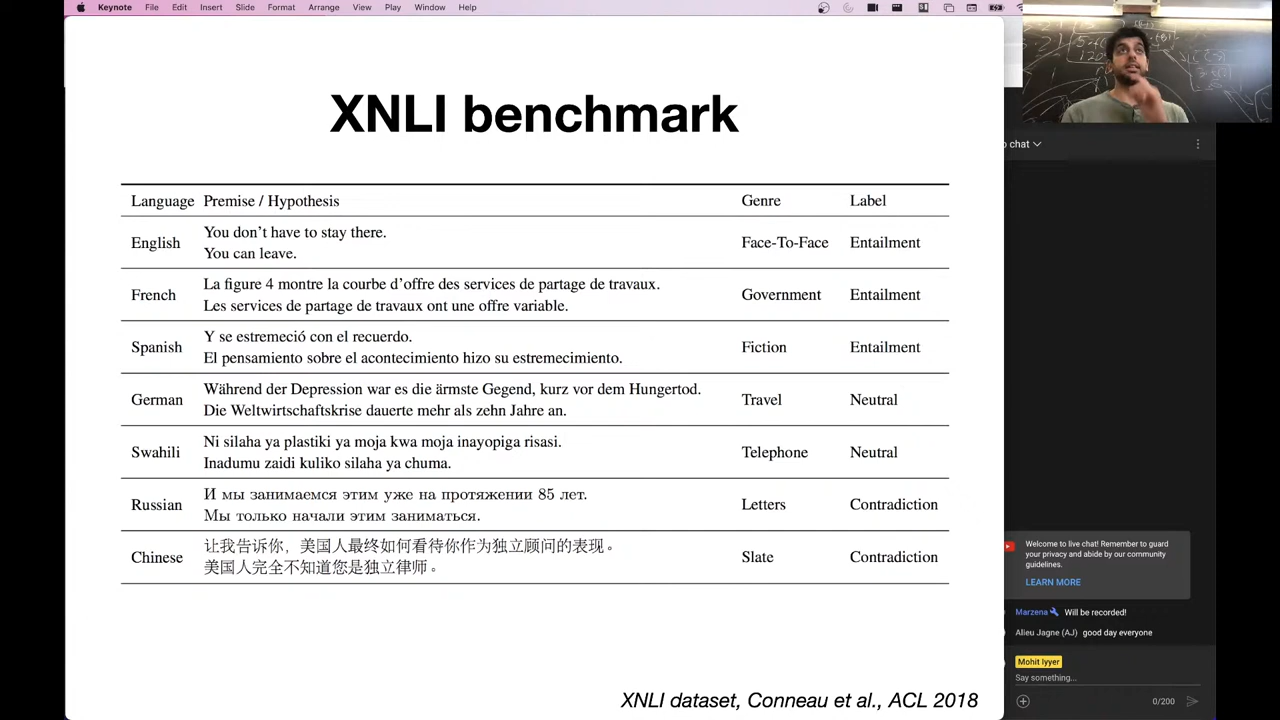 Keynote File Edit Slide Insert Format Arrange View Play Window Help
XNLI benchmark
Language Premise / Hypothesis Genre Label
English You don't have to stay there. Face-To-Face Entailment
You can leave.
French La figure 4 montre la courbe d'offre des services de partage de travaux. Government Entailment
Les services de partage de travaux ont une offre variable.
Spanish Y se estremeció con el recuerdo. Fiction Entailment
El pensamiento sobre el acontecimiento hizo su estremecimiento.
German Während der Depression war es die ärmste Gegend, kurz vor dem Hungertod. Travel Neutral
Die Weltwirtschaftskrise dauerte mehr als zehn Jahre an.
Swahili Ni silaha ya plastiki ya moja kwa moja inayopiga risasi. Telephone Neutral
Inadumu zaidi kuliko silaha ya chuma.
Russian И мы занимаемся этим уже на протяжении 85 лет. Letters Contradiction
Мы только начали этим заниматься.
Chinese 让我告诉你，美国人最终如何看待你作为独立顾问的表现。 Slate Contradiction
美国人完全不知道您是独立律师。
XNLI dataset, Conneau et al., ACL 2018
chat
Welcome to live chat! Remember to guard
your privacy and abide by our community
guidelines.
LEARN MORE
Marzena Will be recorded!
Alieu Jagne (AJ) good day everyone
Mohit Iyyer
Say something...
0/200